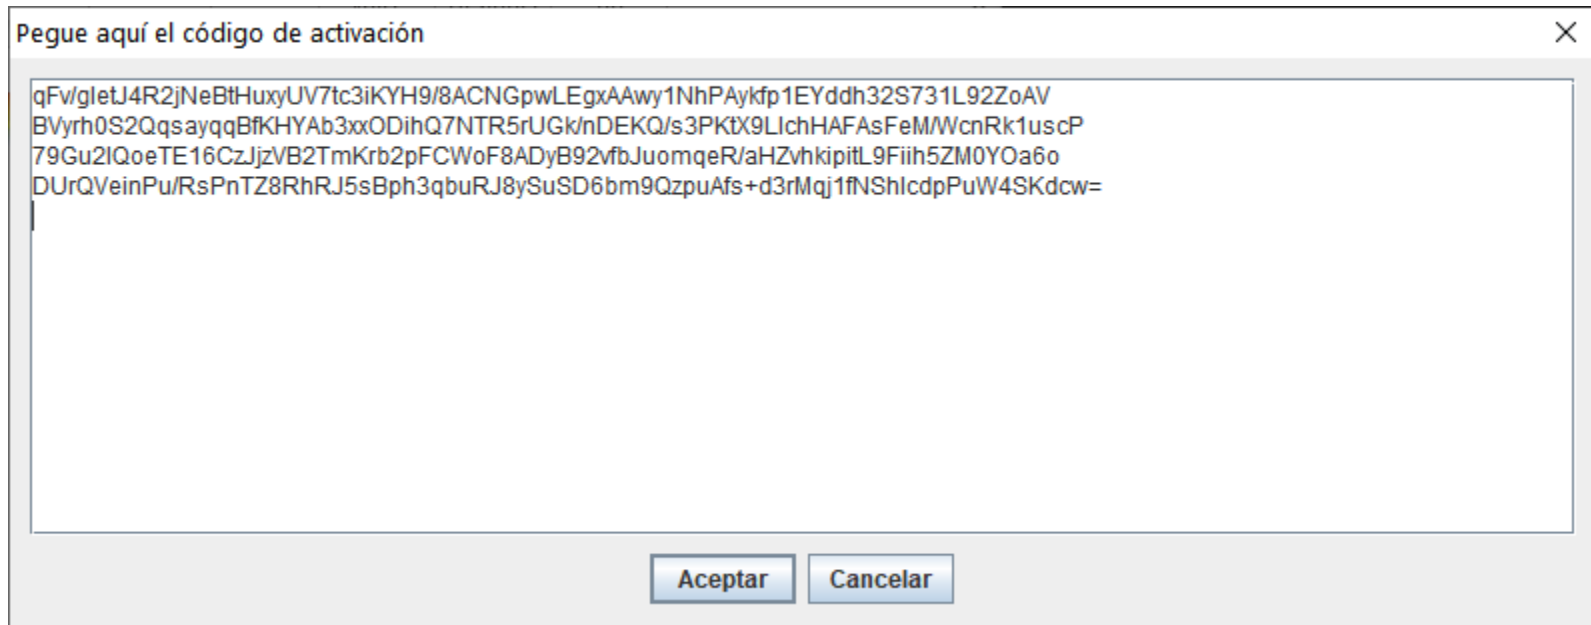 Pegue aquí el código de activación
qFv/gIetJ4R2jNeBtHuxyUV7tc3iKYH9/8ACNGpwLEgxAAwy1NhPAykfp1EYddh32S731L92ZoAV
BVyrh0S2QqsayqqBfKHYAb3xxODihQ7NTR5rUGk/nDEKQ/s3PKtX9LIchHAFAsFeM/WcnRk1uscP
79Gu2IQoeTE16CzJjzVB2TmKrb2pFCWoF8ADyB92vfbJuomqeR/aHZvhkipitL9Fiih5ZM0YOa6o
DUrQVeinPu/RsPnTZ8RhRJ5sBph3qbuRJ8ySuSD6bm9QzpuAfs+d3rMqj1fNShIcdpPuW4SKdcw=
Aceptar
Cancelar